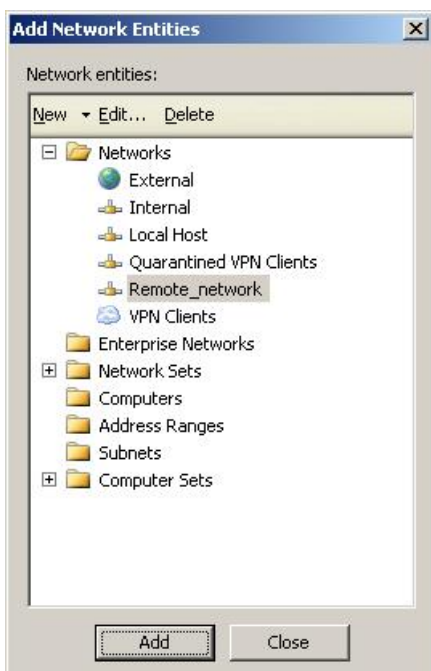 Add Network Entities
Network entities:
New Edit... Delete
Networks
External
Internal
Local Host
Quarantined VPN Clients
Remote_network
VPN Clients
Enterprise Networks
Network Sets
Computers
Address Ranges
Subnets
Computer Sets
Add Close